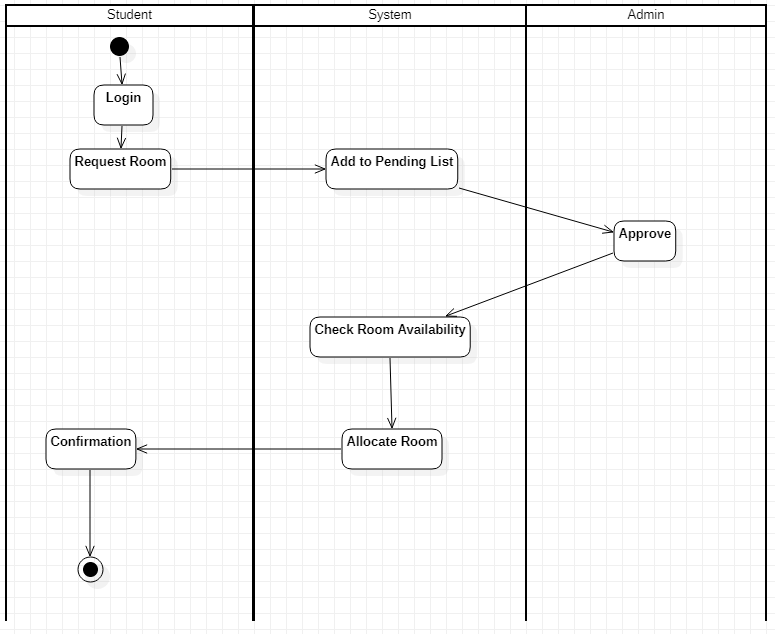 Student
System
Admin
Login
Request Room
Add to Pending List
Approve
Check Room Availability
Confirmation
Allocate Room